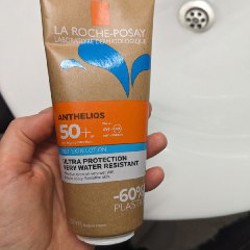 LA ROCHE-POSAY
LABORATOIRE DERMATOLOGIQUE
ANTHELIOS
50+
WET SKIN LOTION
ULTRA PROTECTION
VERY WATER RESISTANT
-60%
PLASTIC